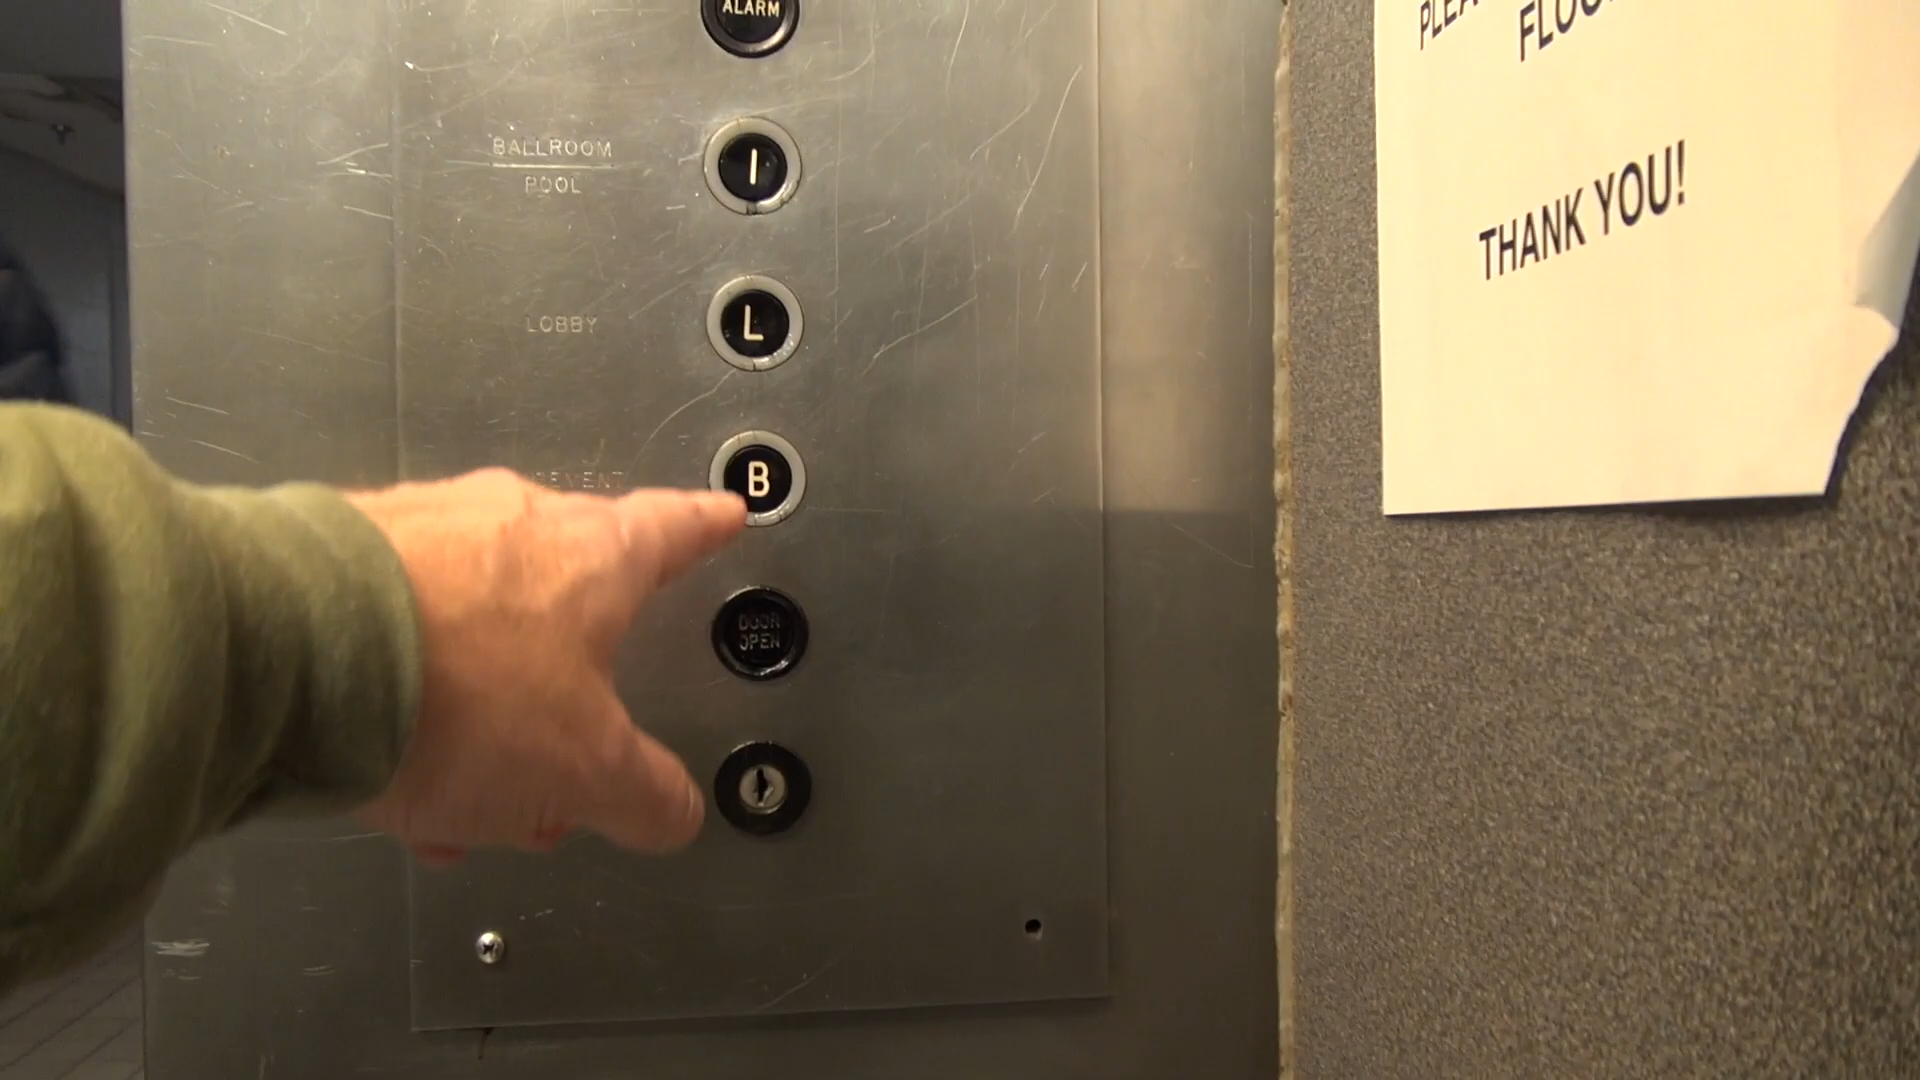 ALARM
BALLROOM
POOL
I
LOBBY
L
B
DOOR
OPEN
THANK YOU!